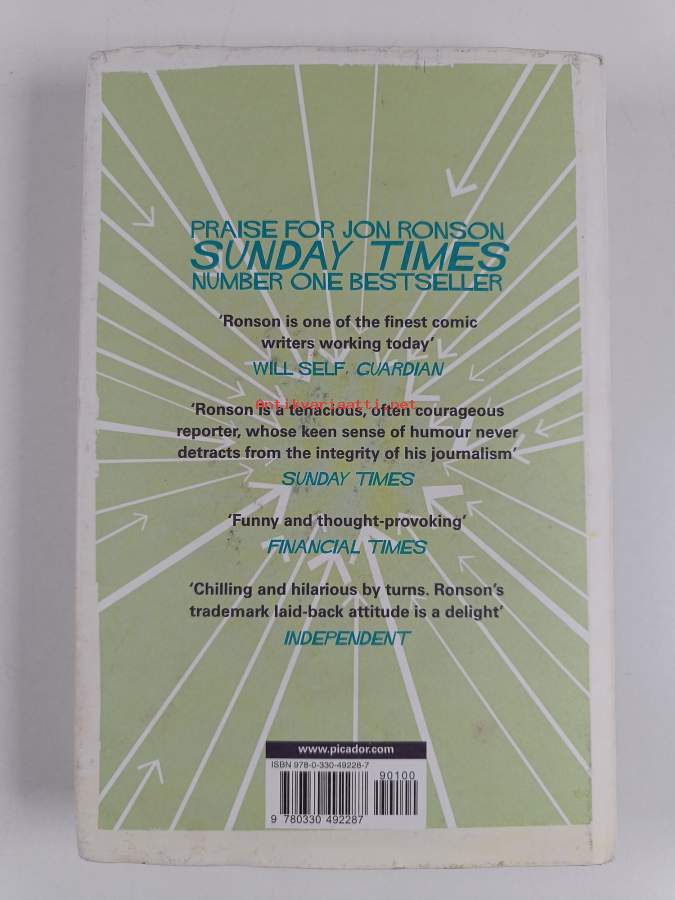 PRAISE FOR JON RONSON
SUNDAY TIMES
NUMBER ONE BESTSELLER
‘Ronson is one of the finest comic
writers working today’
WILL SELF, GUARDIAN
Antikvariaatti.net
‘Ronson is a tenacious, often courageous
reporter, whose keen sense of humour never
detracts from the integrity of his journalism’
SUNDAY TIMES
‘Funny and thought-provoking’
FINANCIAL TIMES
‘Chilling and hilarious by turns. Ronson’s
trademark laid-back attitude is a delight’
INDEPENDENT
www.picador.com
ISBN 978-0-330-49228-7
90100
9 780330 492287